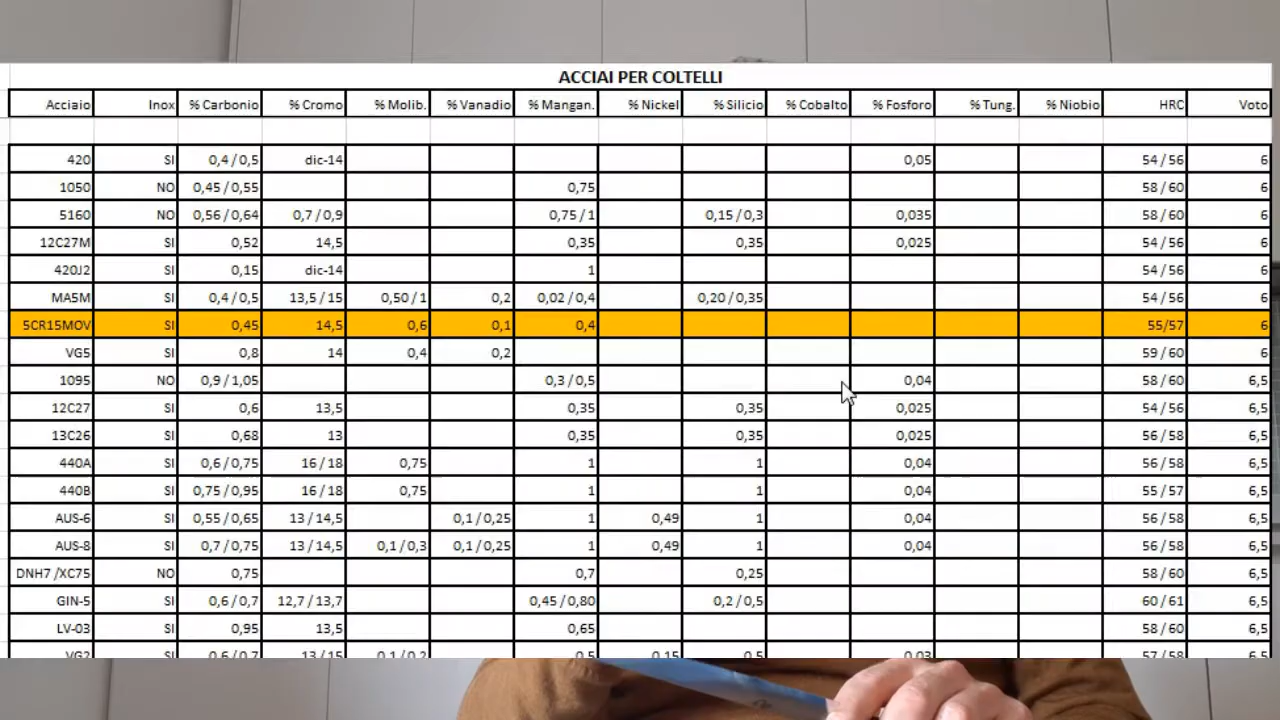 ACCIAI PER COLTELLI
Acciaio Inox % Carbonio % Cromo % Molib. % Vanadio % Mangan. % Nickel % Silicio % Cobalto % Fosforo % Tung. % Niobio HRC Voto
420 SI 0,4 / 0,5 dic-14 0,05 54 / 56 6
1050 NO 0,45 / 0,55 0,75 58 / 60 6
5160 NO 0,56 / 0,64 0,7 / 0,9 0,75 / 1 0,15 / 0,3 0,035 58 / 60 6
12C27M SI 0,52 14,5 0,35 0,35 0,025 54 / 56 6
420J2 SI 0,15 dic-14 1 54 / 56 6
MA5M SI 0,4 / 0,5 13,5 / 15 0,50 / 1 0,2 0,02 / 0,4 0,20 / 0,35 54 / 56 6
5CR15MOV SI 0,45 14,5 0,6 0,1 0,4 55/57 6
VG5 SI 0,8 14 0,4 0,2 59 / 60 6
1095 NO 0,9 / 1,05 0,3 / 0,5 0,04 58 / 60 6,5
12C27 SI 0,6 13,5 0,35 0,35 0,025 54 / 56 6,5
13C26 SI 0,68 13 0,35 0,35 0,025 56 / 58 6,5
440A SI 0,6 / 0,75 16 / 18 0,75 1 1 0,04 56 / 58 6,5
440B SI 0,75 / 0,95 16 / 18 0,75 1 1 0,04 55 / 57 6,5
AUS-6 SI 0,55 / 0,65 13 / 14,5 0,1 / 0,25 1 0,49 1 0,04 56 / 58 6,5
AUS-8 SI 0,7 / 0,75 13 / 14,5 0,1 / 0,3 0,1 / 0,25 1 0,49 1 0,04 56 / 58 6,5
DNH7 /XC75 NO 0,75 0,7 0,25 58 / 60 6,5
GIN-5 SI 0,6 / 0,7 12,7 / 13,7 0,45 / 0,80 0,2 / 0,5 60 / 61 6,5
LV-03 SI 0,95 13,5 0,65 58 / 60 6,5
VG2 SI 0,6 / 0,7 13 / 15 0,1 / 0,2 0,5 0,15 0,5 0,03 57 / 58 6,5